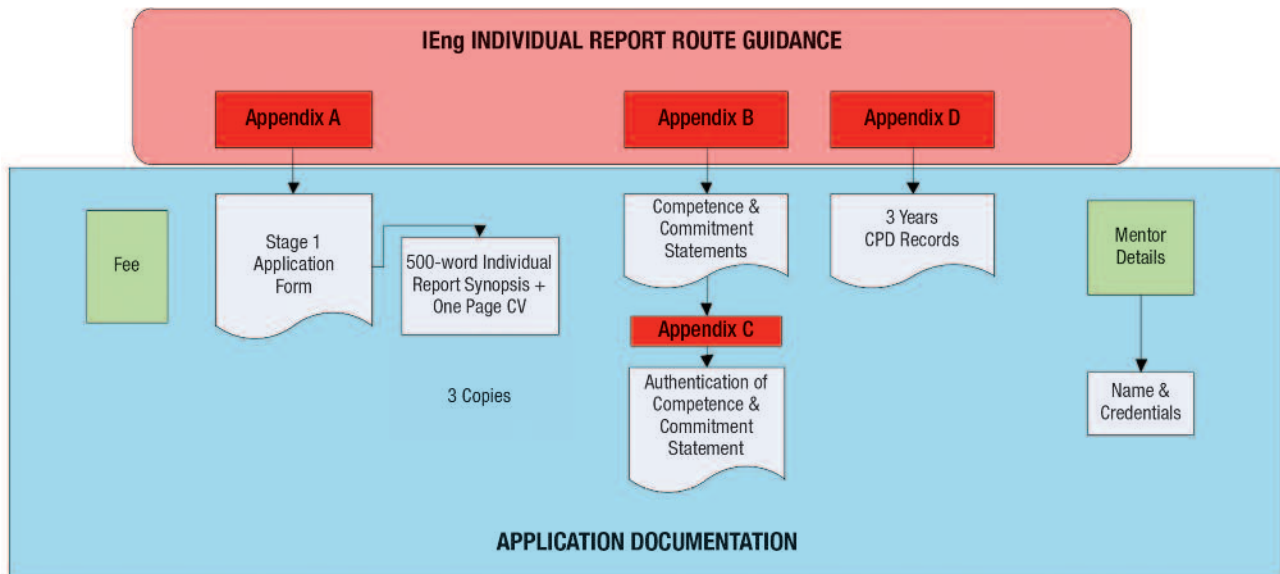 IEng INDIVIDUAL REPORT ROUTE GUIDANCE
Appendix A
Appendix B
Appendix D
Fee
Stage 1
Application
Form
500-word Individual
Report Synopsis +
One Page CV
3 Copies
Competence &
Commitment
Statements
Appendix C
Authentication of
Competence &
Commitment
Statement
3 Years
CPD Records
Mentor
Details
Name &
Credentials
APPLICATION DOCUMENTATION